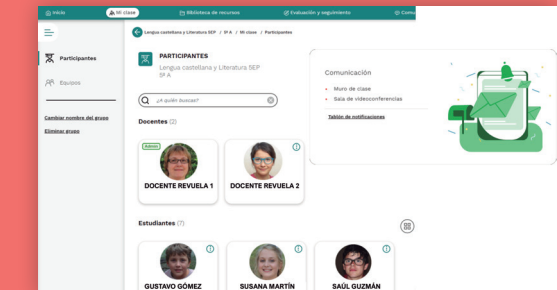 Inicio
Mi clase
Biblioteca de recursos
Evaluación y seguimiento
Comu
Lengua castellana y Literatura 5EP / 5º A / Mi clase / Participantes
Participantes
Equipos
Cambiar nombre del grupo
Eliminar grupo
PARTICIPANTES
Lengua castellana y Literatura 5EP
5º A
¿A quién buscas?
Docentes (2)
Admin
DOCENTE REVUELA 1
DOCENTE REVUELA 2
Estudiantes (7)
GUSTAVO GÓMEZ
SUSANA MARTÍN
SAÚL GUZMÁN
Comunicación
Muro de clase
Sala de videoconferencias
Tablón de notificaciones